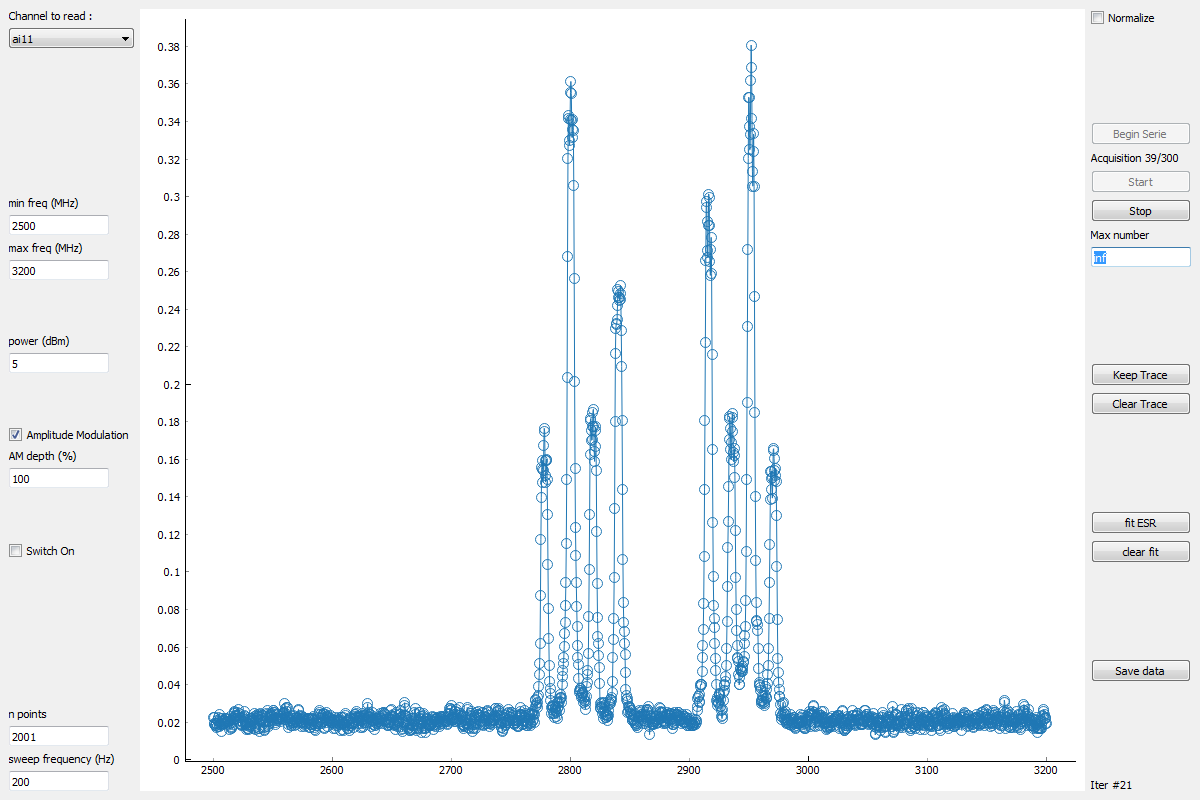 Channel to read :
ai11
min freq (MHz)
2500
max freq (MHz)
3200
power (dBm)
5
Amplitude Modulation
AM depth (%)
100
Switch On
n points
2001
sweep frequency (Hz)
200
0.38
0.36
0.34
0.32
0.3
0.28
0.26
0.24
0.22
0.2
0.18
0.16
0.14
0.12
0.1
0.08
0.06
0.04
0.02
0
2500 2600 2700 2800 2900 3000 3100 3200
Normalize
Begin Serie
Acquisition 39/300
Start
Stop
Max number
inf
Keep Trace
Clear Trace
fit ESR
clear fit
Save data
Iter #21